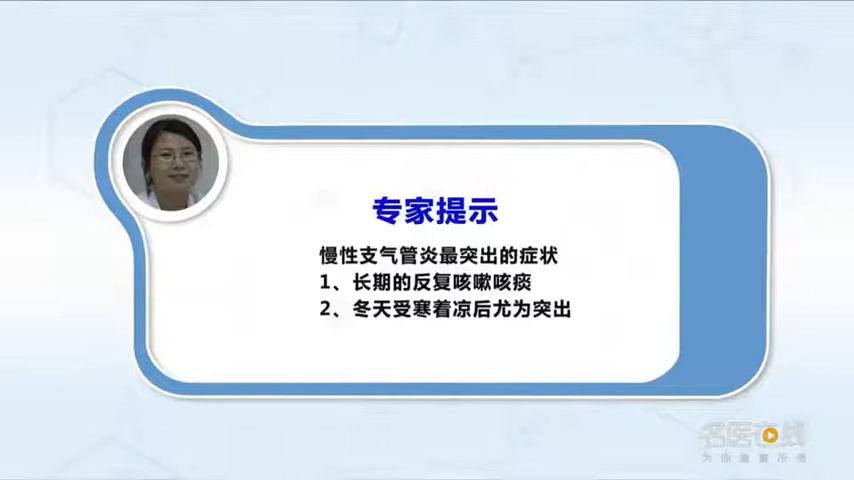 专家提示
慢性支气管炎最突出的症状
1、长期的反复咳嗽咳痰
2、冬天受寒着凉后尤为突出
名医在线